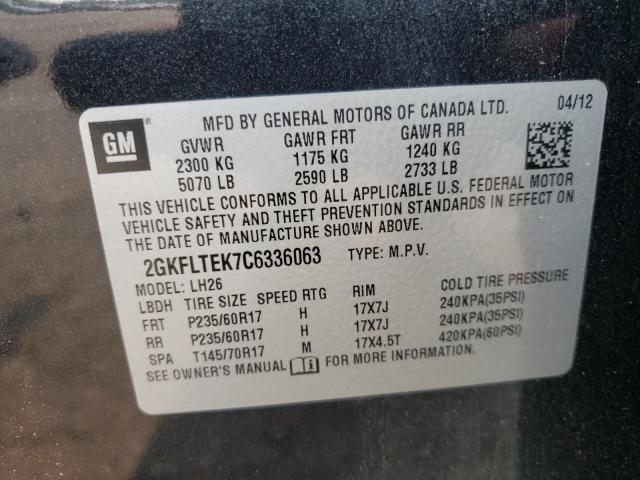 GM ®
MFD BY GENERAL MOTORS OF CANADA LTD. 04/12
GVWR GAWR FRT GAWR RR
2300 KG 1175 KG 1240 KG
5070 LB 2590 LB 2733 LB
THIS VEHICLE CONFORMS TO ALL APPLICABLE U.S. FEDERAL MOTOR
VEHICLE SAFETY AND THEFT PREVENTION STANDARDS IN EFFECT ON
THE DATE OF MANUFACTURE SHOWN ABOVE.
2GKFLTEK7C6336063 TYPE: M.P.V.
MODEL: LH26
LBDH TIRE SIZE SPEED RTG RIM COLD TIRE PRESSURE
FRT P235/60R17 H 17X7J 240KPA(35PSI)
RR P235/60R17 H 17X7J 240KPA(35PSI)
SPA T145/70R17 M 17X4.5T 420KPA(60PSI)
SEE OWNER'S MANUAL FOR MORE INFORMATION.